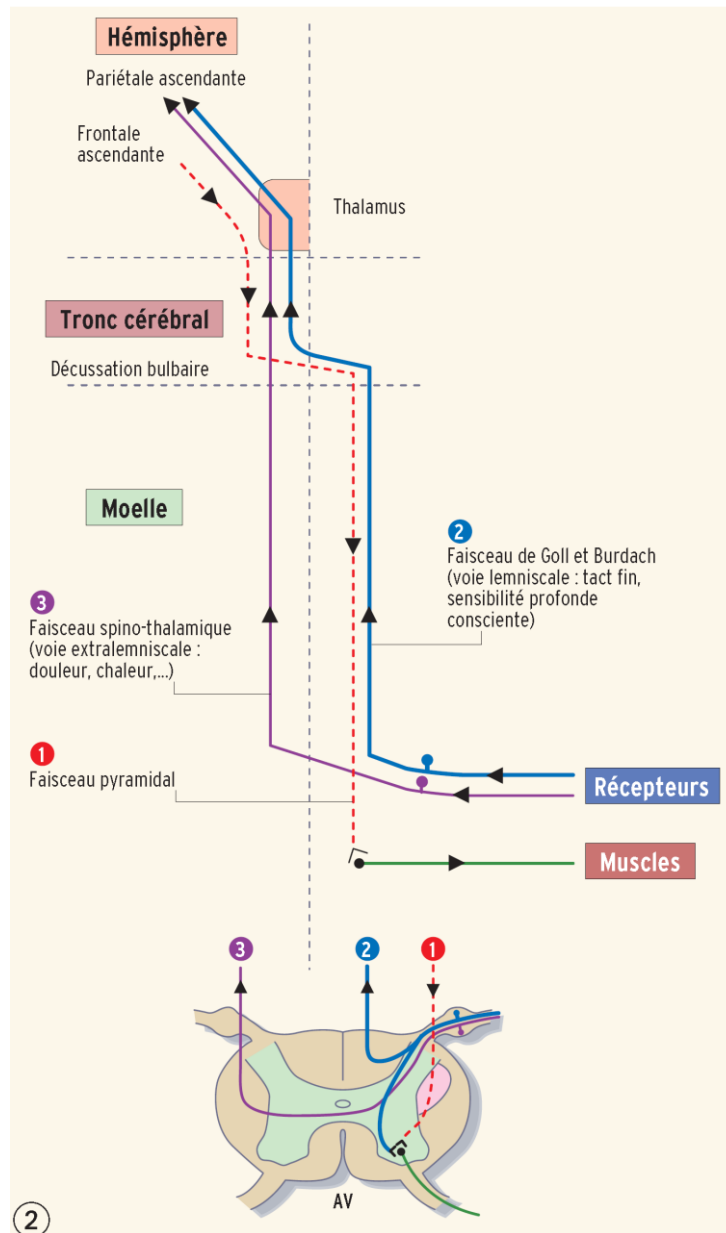 Hémisphère
Pariétale ascendante
Frontale
ascendante
Thalamus
Tronc cérébral
Décussation bulbaire
Moelle
2
Faisceau de Goll et Burdach
(voie lemniscale : tact fin,
sensibilité profonde
consciente)
3
Faisceau spino-thalamique
(voie extralemniscale :
douleur, chaleur,...)
1
Faisceau pyramidal
Récepteurs
Muscles
3
2
1
AV
2